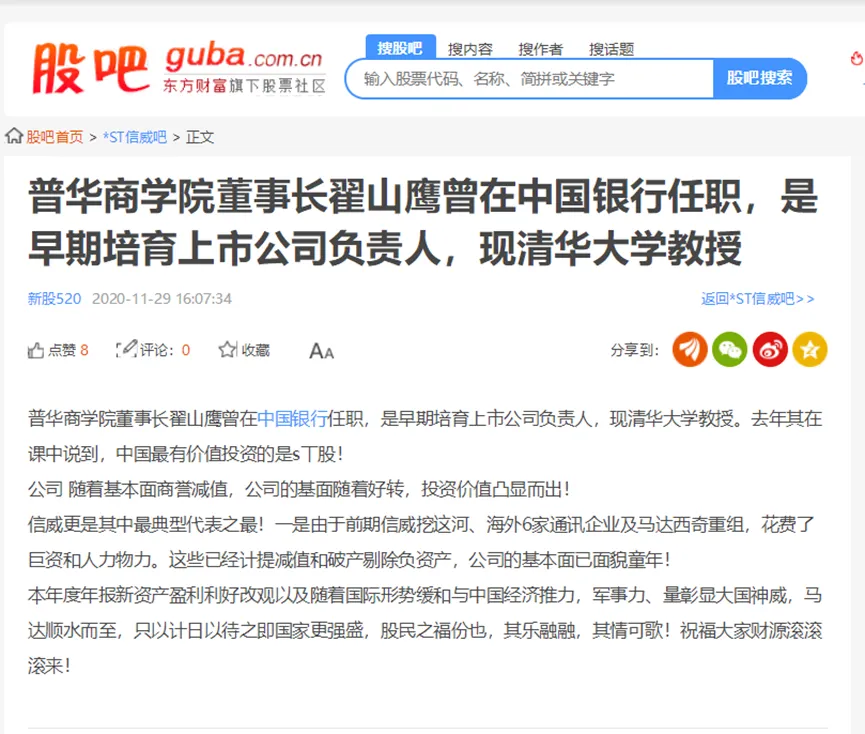 股吧 guba.com.cn
东方财富旗下股票社区
搜股吧 搜内容 搜作者 搜话题
输入股票代码、名称、简拼或关键字 股吧搜索
股吧首页 > *ST信威吧 > 正文
普华商学院董事长翟山鹰曾在中国银行任职，是
早期培育上市公司负责人，现清华大学教授
新股520 2020-11-29 16:07:34 返回*ST信威吧>>
点赞 8 评论：0 收藏 AA 分享到：
普华商学院董事长翟山鹰曾在中国银行任职，是早期培育上市公司负责人，现清华大学教授。去年其在
课中说到，中国最有价值投资的是s丅股！
公司 随着基本面商誉减值，公司的基面随着好转，投资价值凸显而出！
信威更是其中最典型代表之最！一是由于前期信威挖这河、海外6家通讯企业及马达西奇重组，花费了
巨资和人力物力。这些已经计提减值和破产剔除负资产，公司的基本面已面貌童年！
本年度年报新资产盈利利好改观以及随着国际形势缓和与中国经济推力，军事力、量彰显大国神威，马
达顺水而至，只以计日以待之即国家更强盛，股民之福份也，其乐融融，其情可歌！祝福大家财源滚滚
滚来！